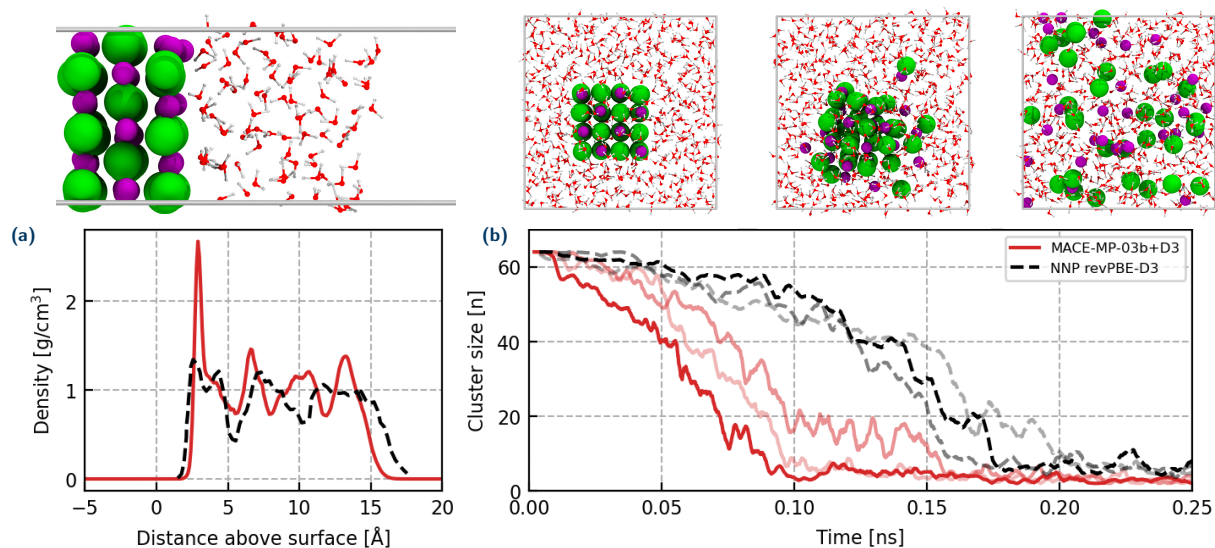 (a)
Density [g/cm³]
2
1
0
−5
0
5
10
15
20
Distance above surface [Å]
(b)
MACE-MP-03b+D3
NNP revPBE-D3
Cluster size [n]
60
40
20
0
0.00
0.05
0.10
0.15
0.20
0.25
Time [ns]